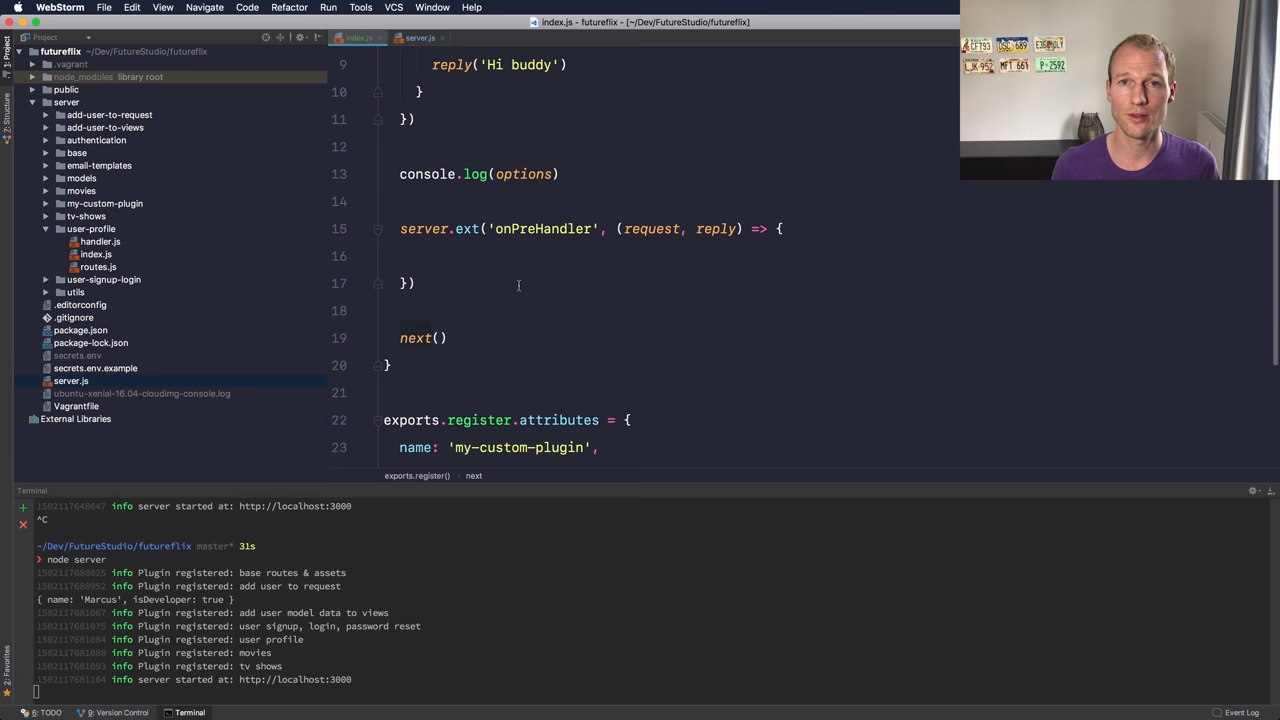 WebStorm File Edit View Navigate Code Refactor Run Tools VCS Window Help
index.js - futureflix - [~/Dev/FutureStudio/futureflix]
Project
index.js
server.js
1: Project
Z: Structure
2: Favorites
futureflix ~/Dev/FutureStudio/futureflix
.vagrant
node_modules library root
public
server
add-user-to-request
add-user-to-views
authentication
base
email-templates
models
movies
my-custom-plugin
tv-shows
user-profile
handler.js
index.js
routes.js
user-signup-login
utils
.editorconfig
.gitignore
package.json
package-lock.json
secrets.env
secrets.env.example
server.js
ubuntu-xenial-16.04-cloudimg-console.log
Vagrantfile
External Libraries
9 reply('Hi buddy')
10 }
11 })
12
13 console.log(options)
14
15 server.ext('onPreHandler', (request, reply) => {
16
17 })
18
19 next()
20 }
21
22 exports.register.attributes = {
23 name: 'my-custom-plugin',
exports.register() next
Terminal
1502117648647 info server started at: http://localhost:3000
^C
~/Dev/FutureStudio/futureflix master* 31s
❯ node server
1502117680825 info Plugin registered: base routes & assets
1502117680952 info Plugin registered: add user to request
{ name: 'Marcus', isDeveloper: true }
1502117681067 info Plugin registered: add user model data to views
1502117681075 info Plugin registered: user signup, login, password reset
1502117681084 info Plugin registered: user profile
1502117681088 info Plugin registered: movies
1502117681093 info Plugin registered: tv shows
1502117681164 info server started at: http://localhost:3000
6: TODO 9: Version Control Terminal Event Log